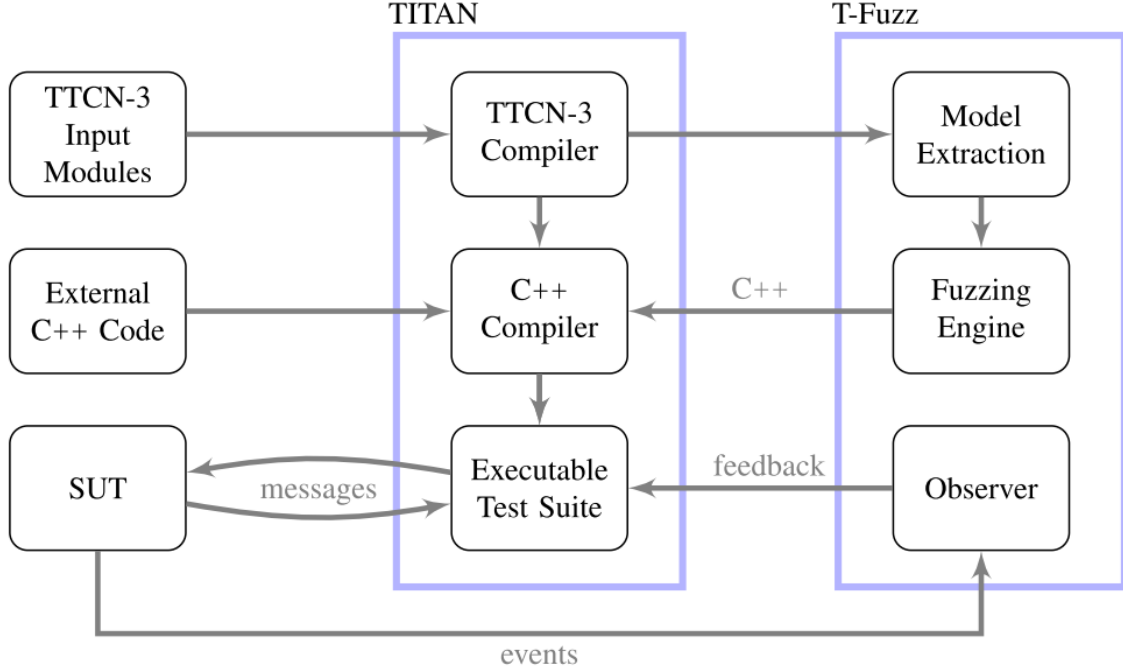 TITAN
T-Fuzz
TTCN-3
Input
Modules
TTCN-3
Compiler
Model
Extraction
External
C++ Code
C++
Compiler
C++
Fuzzing
Engine
SUT
messages
Executable
Test Suite
feedback
Observer
events